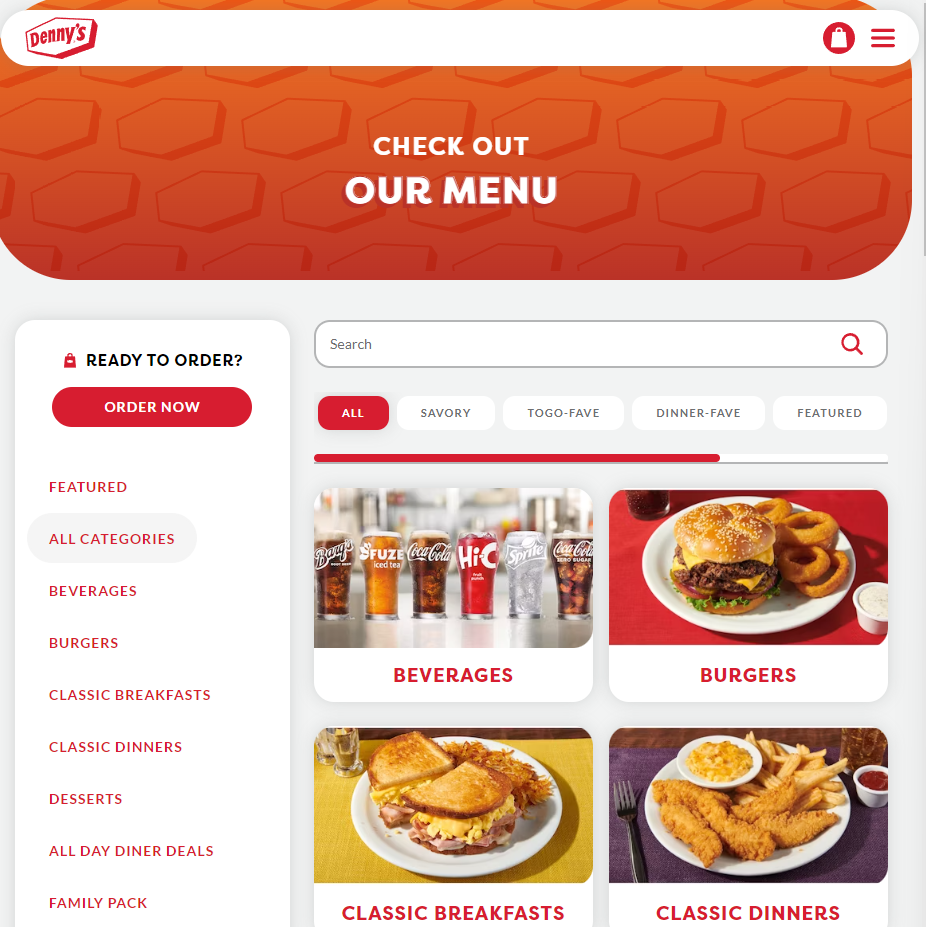 Denny's
CHECK OUT
OUR MENU
READY TO ORDER?
ORDER NOW
FEATURED
ALL CATEGORIES
BEVERAGES
BURGERS
CLASSIC BREAKFASTS
CLASSIC DINNERS
DESSERTS
ALL DAY DINER DEALS
FAMILY PACK
Search
ALL
SAVORY
TOGO-FAVE
DINNER-FAVE
FEATURED
Barq's
FUZE
iced tea
Coca-Cola
Hi-C
fruit
punch
Sprite
Coca-Cola
ZERO SUGAR
BEVERAGES
BURGERS
CLASSIC BREAKFASTS
CLASSIC DINNERS